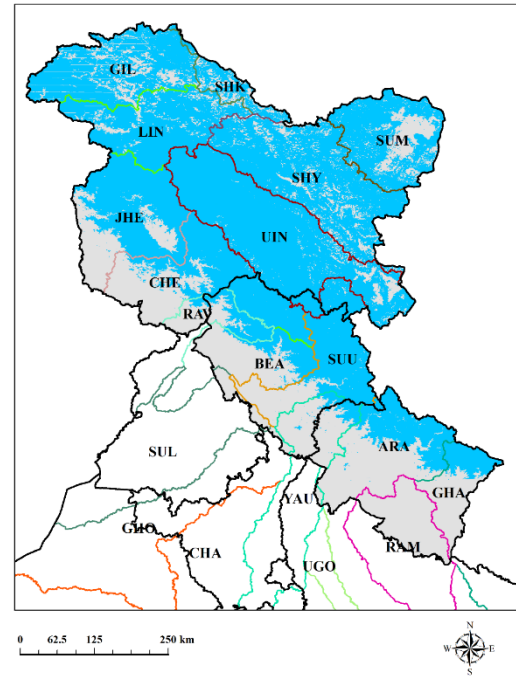 GIL
SHK
LIN
SUM
SHY
JHE
UIN
CHE
RAV
BEA
SUU
ARA
SUL
GHA
YAU
GHO
CHA
UGO
RAM
0 62.5 125 250 km
N
W E
S